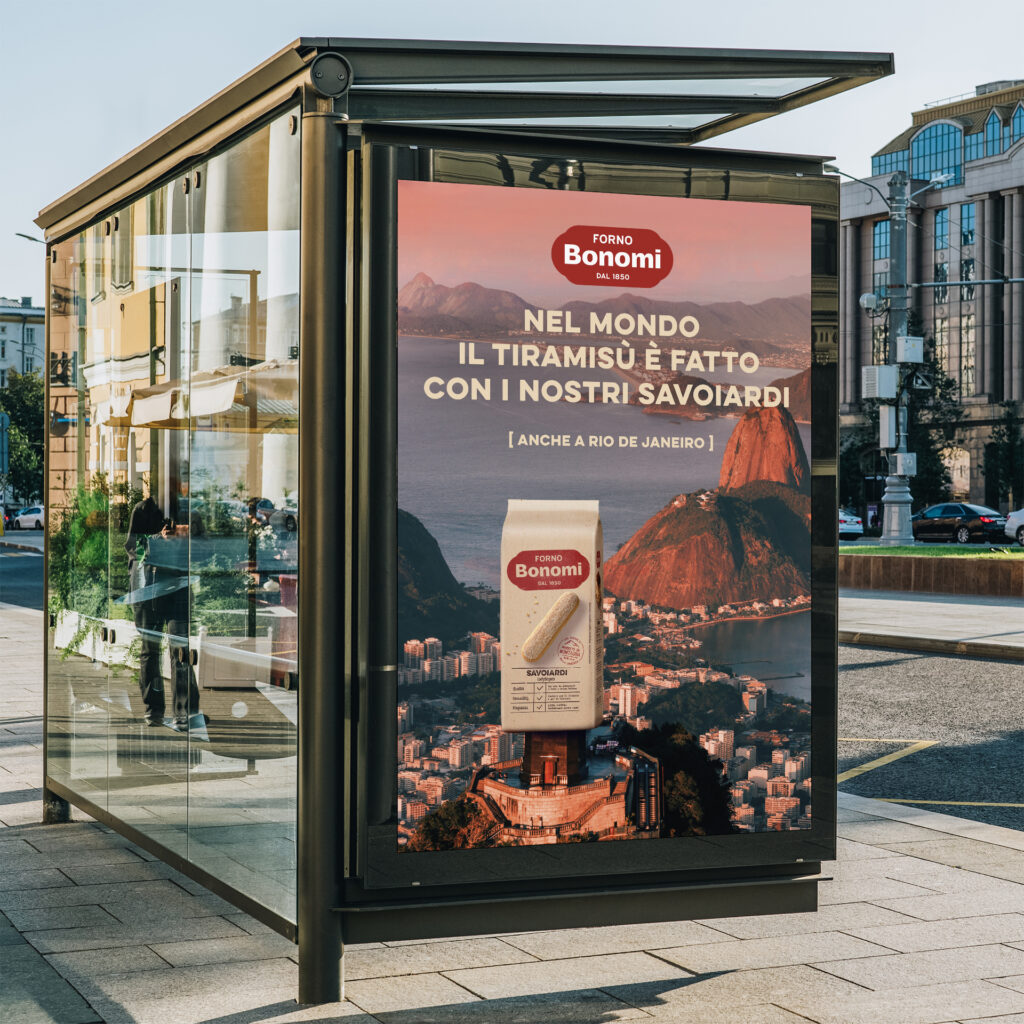 FORNO
Bonomi
DAL 1850
NEL MONDO
IL TIRAMISÙ È FATTO
CON I NOSTRI SAVOIARDI
[ ANCHE A RIO DE JANEIRO ]
FORNO
Bonomi
DAL 1850
SAVOIARDI